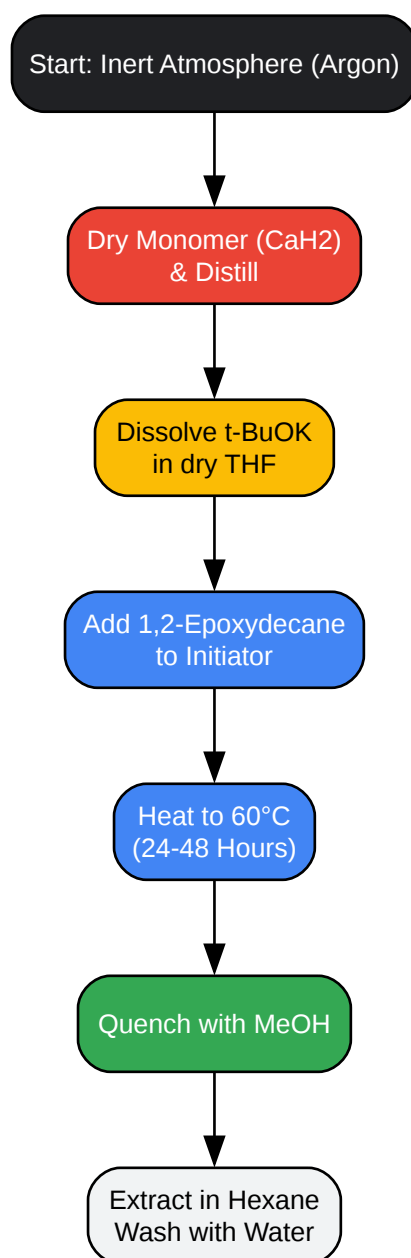 Start: Inert Atmosphere (Argon)
Dry Monomer (CaH2)
& Distill
Dissolve t-BuOK
in dry THF
Add 1,2-Epoxydecane
to Initiator
Heat to 60°C
(24-48 Hours)
Quench with MeOH
Extract in Hexane
Wash with Water